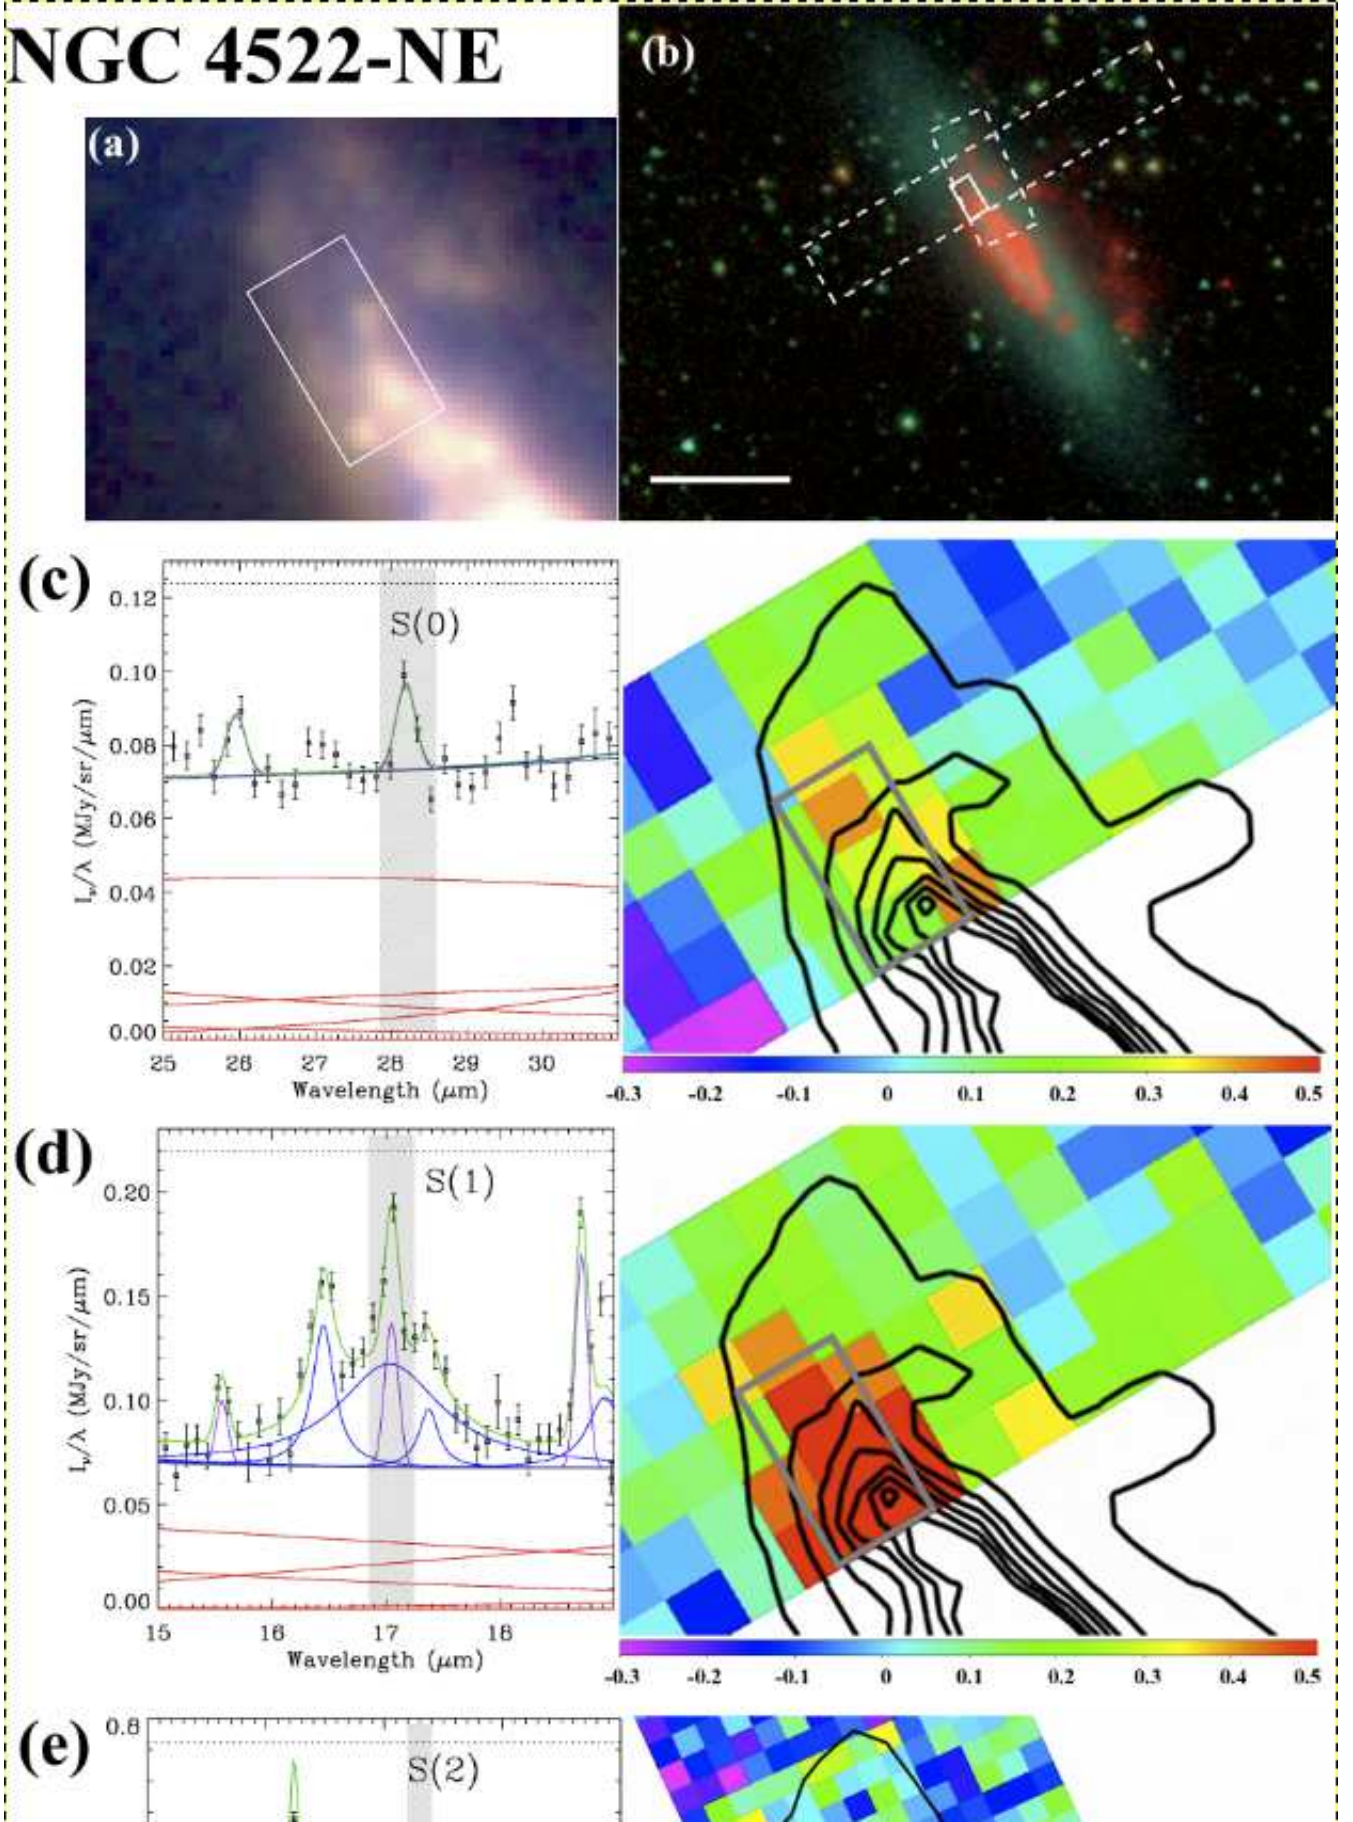 NGC 4522-NE
(a)
(b)
(c)
S(0)
0.12
0.10
0.08
0.06
0.04
0.02
0.00
I_ν/λ (MJy/sr/μm)
25 26 27 28 29 30
Wavelength (μm)
-0.3 -0.2 -0.1 0 0.1 0.2 0.3 0.4 0.5
(d)
S(1)
0.20
0.15
0.10
0.05
0.00
I_ν/λ (MJy/sr/μm)
15 16 17 18
Wavelength (μm)
-0.3 -0.2 -0.1 0 0.1 0.2 0.3 0.4 0.5
(e)
0.8
S(2)